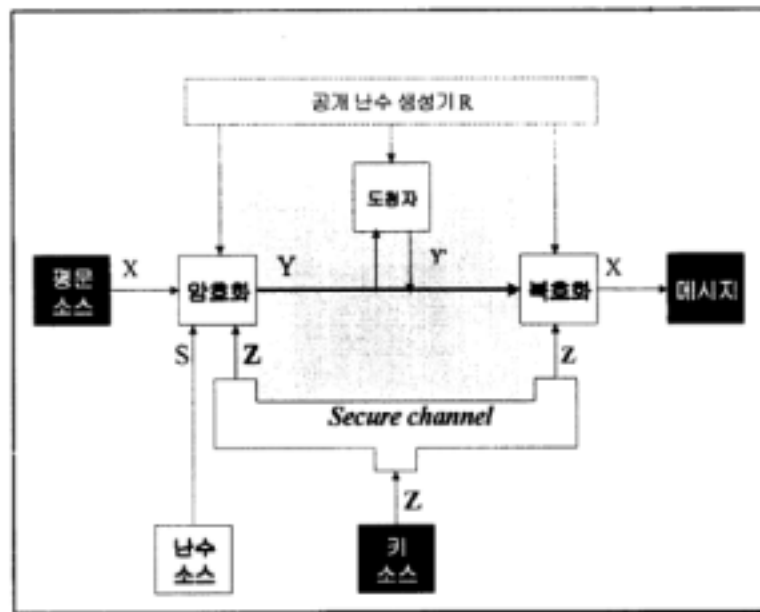 공개 난수 생성기 R
도청자
평문
소스
X
암호화
Y
Y'
복호화
X
메시지
S
Z
Z
Secure channel
Z
난수
소스
키
소스